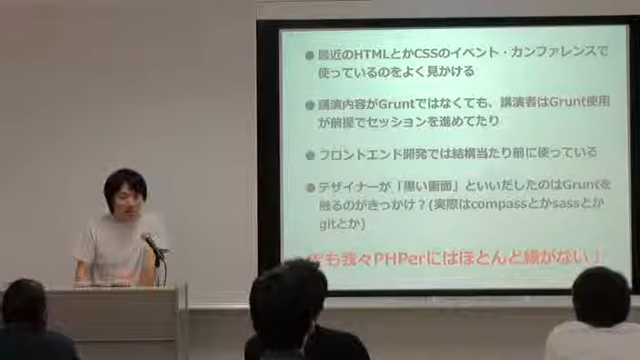 ● 最近のHTMLとかCSSのイベント・カンファレンスで
使っているのをよく見かける
● 講演内容がGruntではなくても、講演者はGrunt使用
が前提でセッションを進めてたり
● フロントエンド開発では結構当たり前に使っている
● デザイナーが「黒い画面」といいだしたのはGruntを
触るのがきっかけ？(実際はcompassとかsassとか
gitとか)
でも我々PHPerにはほとんど縁がない！